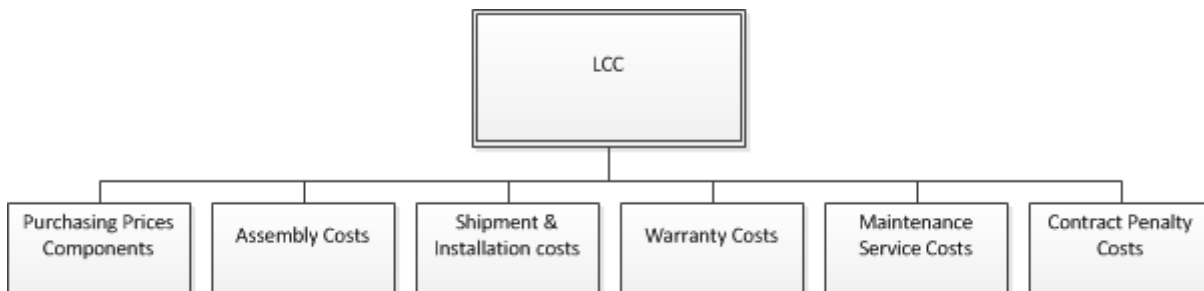 LCC
Purchasing Prices
Components
Assembly Costs
Shipment &
Installation costs
Warranty Costs
Maintenance
Service Costs
Contract Penalty
Costs